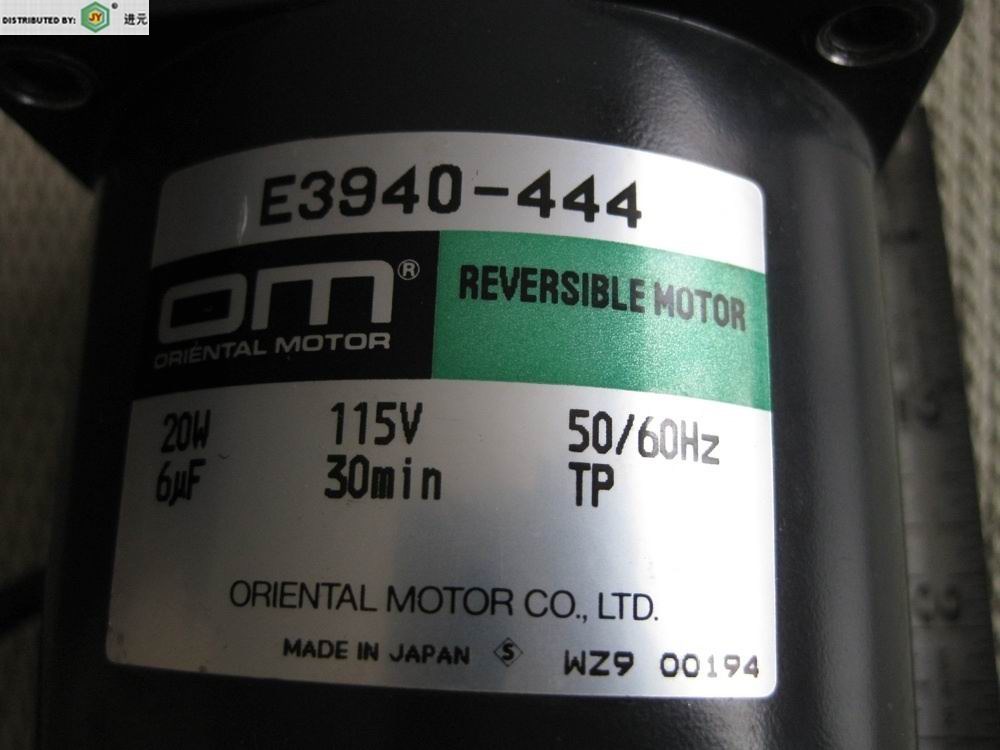 DISTRIBUTED BY: JY 进元
E3940-444
OM®
ORIENTAL MOTOR
REVERSIBLE MOTOR
20W 115V 50/60Hz
6μF 30min TP
ORIENTAL MOTOR CO., LTD.
MADE IN JAPAN S WZ9 00194